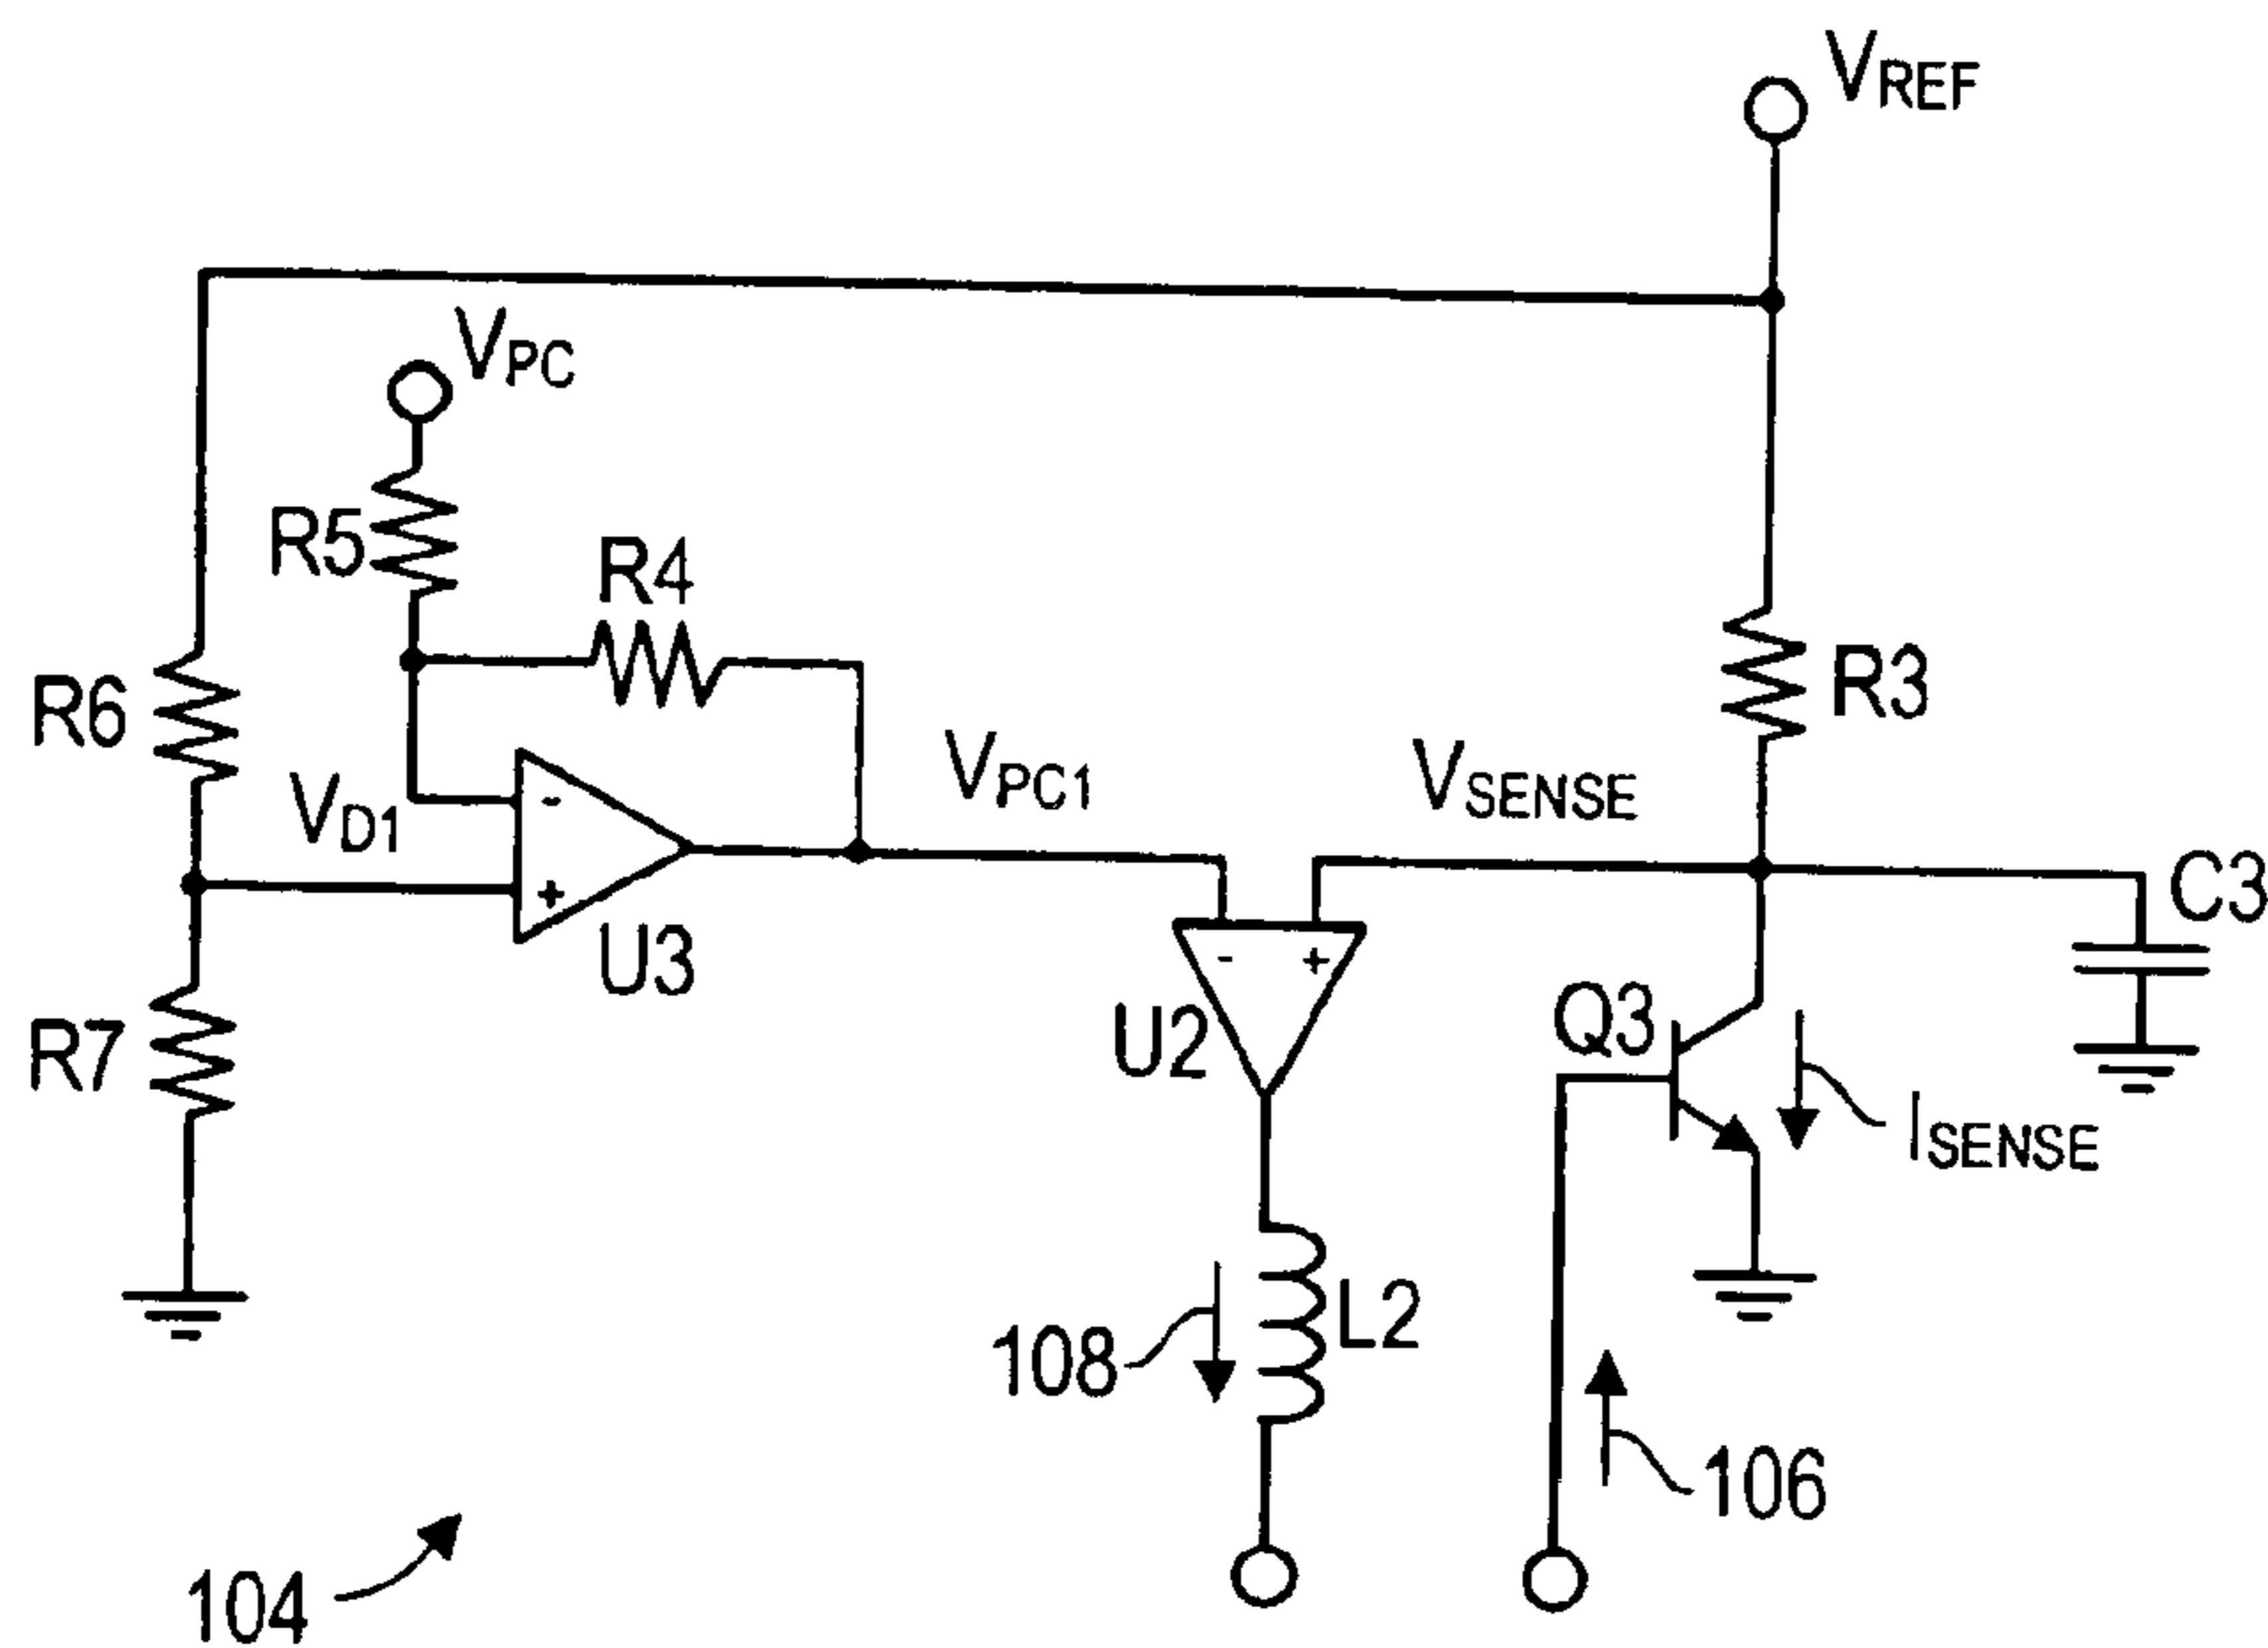 VREF
VPC
R5
R4
R6
R3
VD1
VPC1
VSENSE
-
+
U3
C3
-
+
U2
Q3
R7
ISENSE
L2
108
106
104